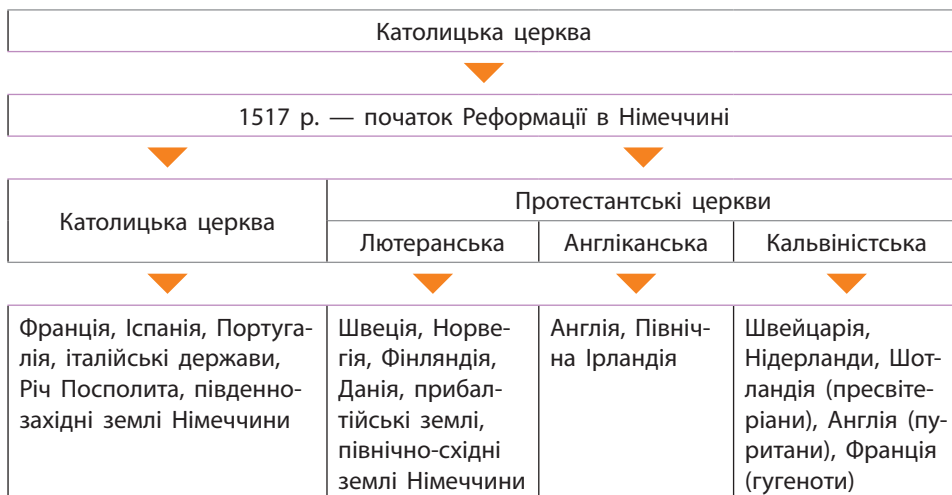 Католицька церква
1517 р. — початок Реформації в Німеччині
Католицька церква
Протестантські церкви
Лютеранська
Англіканська
Кальвіністська
Франція, Іспанія, Португа-
лія, італійські держави,
Річ Посполита, південно-
західні землі Німеччини
Швеція, Норве-
гія, Фінляндія,
Данія, прибал-
тійські землі,
північно-східні
землі Німеччини
Англія, Північ-
на Ірландія
Швейцарія,
Нідерланди, Шот-
ландія (пресвіте-
ріани), Англія (пу-
ритани), Франція
(гугеноти)